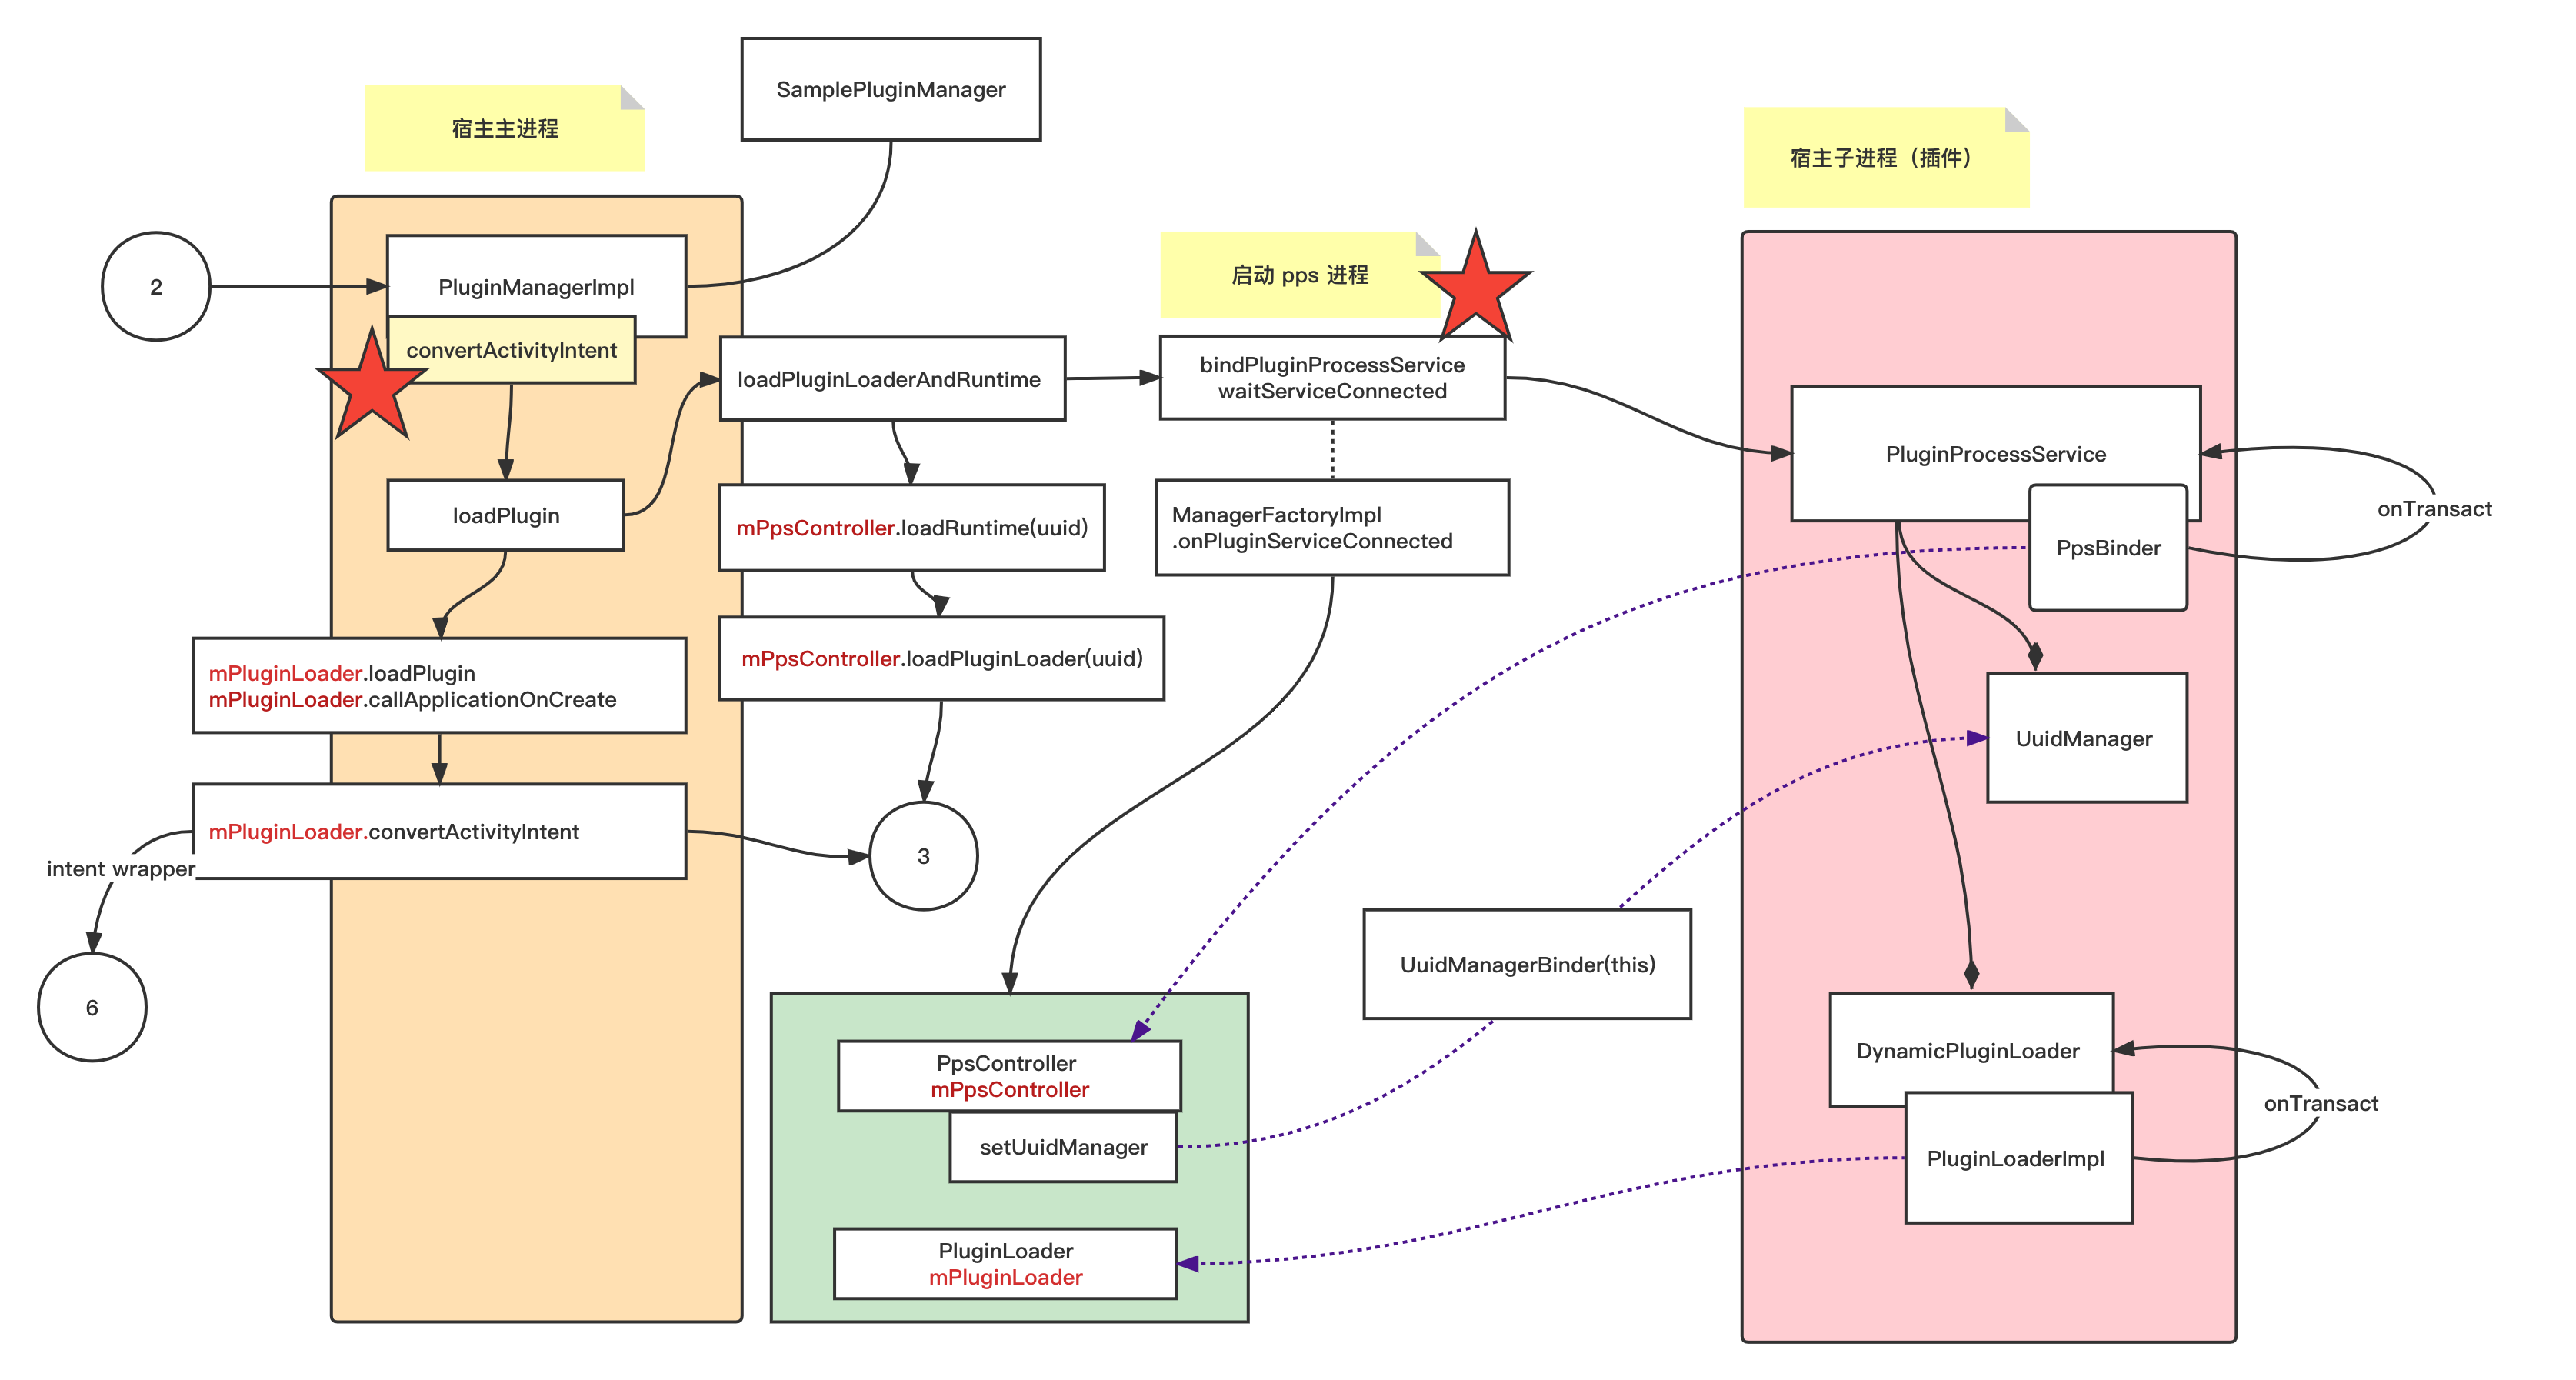 SamplePluginManager
宿主主进程
宿主子进程（插件）
2
PluginManagerImpl
convertActivityIntent
启动 pps 进程
loadPluginLoaderAndRuntime
bindPluginProcessService
waitServiceConnected
PluginProcessService
onTransact
PpsBinder
loadPlugin
mPpsController.loadRuntime(uuid)
ManagerFactoryImpl
.onPluginServiceConnected
mPluginLoader.loadPlugin
mPluginLoader.callApplicationOnCreate
mPpsController.loadPluginLoader(uuid)
UuidManager
mPluginLoader.convertActivityIntent
intent wrapper
3
6
UuidManagerBinder(this)
PpsController
mPpsController
setUuidManager
DynamicPluginLoader
onTransact
PluginLoaderImpl
PluginLoader
mPluginLoader